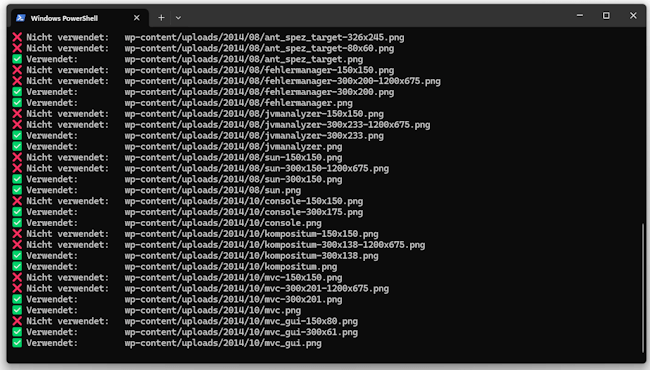 Windows PowerShell
❌ Nicht verwendet: wp-content/uploads/2014/08/ant_spez_target-326x245.png
❌ Nicht verwendet: wp-content/uploads/2014/08/ant_spez_target-80x60.png
✅ Verwendet: wp-content/uploads/2014/08/ant_spez_target.png
❌ Nicht verwendet: wp-content/uploads/2014/08/fehlermanager-150x150.png
❌ Nicht verwendet: wp-content/uploads/2014/08/fehlermanager-300x200-1200x675.png
✅ Verwendet: wp-content/uploads/2014/08/fehlermanager-300x200.png
✅ Verwendet: wp-content/uploads/2014/08/fehlermanager.png
❌ Nicht verwendet: wp-content/uploads/2014/08/jvmanalyzer-150x150.png
❌ Nicht verwendet: wp-content/uploads/2014/08/jvmanalyzer-300x233-1200x675.png
✅ Verwendet: wp-content/uploads/2014/08/jvmanalyzer-300x233.png
✅ Verwendet: wp-content/uploads/2014/08/jvmanalyzer.png
❌ Nicht verwendet: wp-content/uploads/2014/08/sun-150x150.png
❌ Nicht verwendet: wp-content/uploads/2014/08/sun-300x150-1200x675.png
✅ Verwendet: wp-content/uploads/2014/08/sun-300x150.png
✅ Verwendet: wp-content/uploads/2014/08/sun.png
❌ Nicht verwendet: wp-content/uploads/2014/10/console-150x150.png
✅ Verwendet: wp-content/uploads/2014/10/console-300x175.png
✅ Verwendet: wp-content/uploads/2014/10/console.png
❌ Nicht verwendet: wp-content/uploads/2014/10/kompositum-150x150.png
❌ Nicht verwendet: wp-content/uploads/2014/10/kompositum-300x138-1200x675.png
✅ Verwendet: wp-content/uploads/2014/10/kompositum-300x138.png
✅ Verwendet: wp-content/uploads/2014/10/kompositum.png
❌ Nicht verwendet: wp-content/uploads/2014/10/mvc-150x150.png
❌ Nicht verwendet: wp-content/uploads/2014/10/mvc-300x201-1200x675.png
✅ Verwendet: wp-content/uploads/2014/10/mvc-300x201.png
✅ Verwendet: wp-content/uploads/2014/10/mvc.png
❌ Nicht verwendet: wp-content/uploads/2014/10/mvc_gui-150x80.png
✅ Verwendet: wp-content/uploads/2014/10/mvc_gui-300x61.png
✅ Verwendet: wp-content/uploads/2014/10/mvc_gui.png